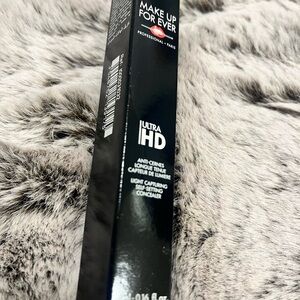 MAKE UP
FOR EVER
PROFESSIONAL • PARIS
ULTRA
HD
ANTI-CERNES
LONGUE TENUE
CAPTEUR DE LUMIÈRE
LIGHT CAPTURING
SELF-SETTING
CONCEALER